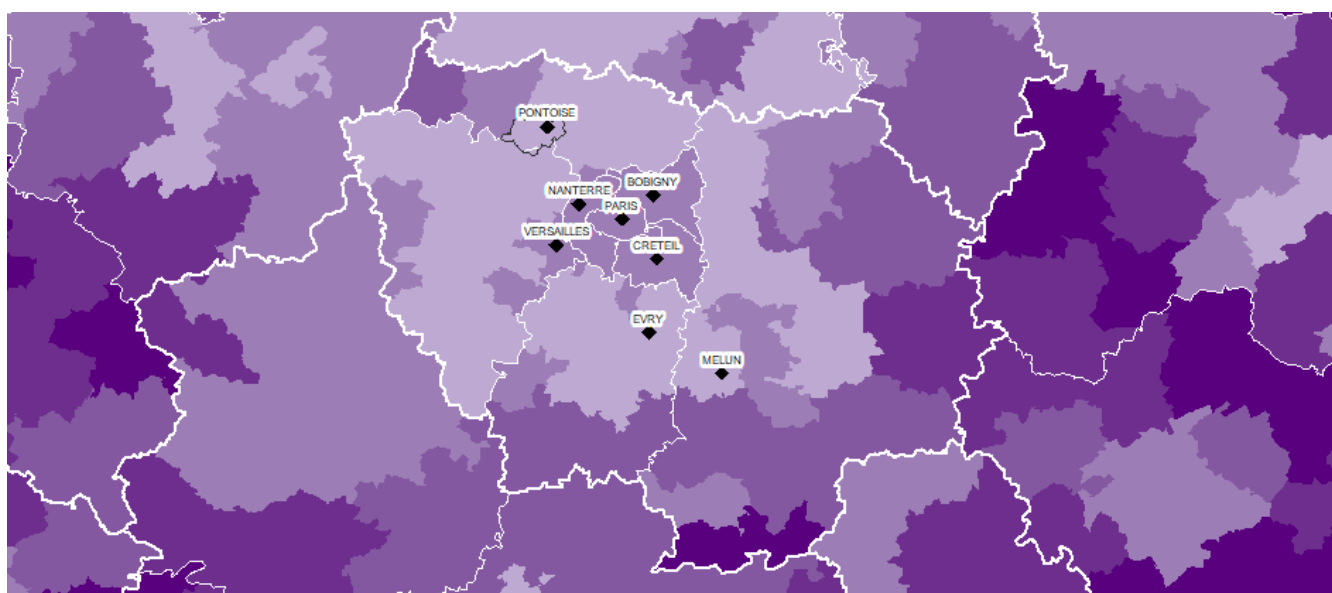 PONTOISE
NANTERRE
BOBIGNY
PARIS
VERSAILLES
CRETEIL
EVRY
MELUN